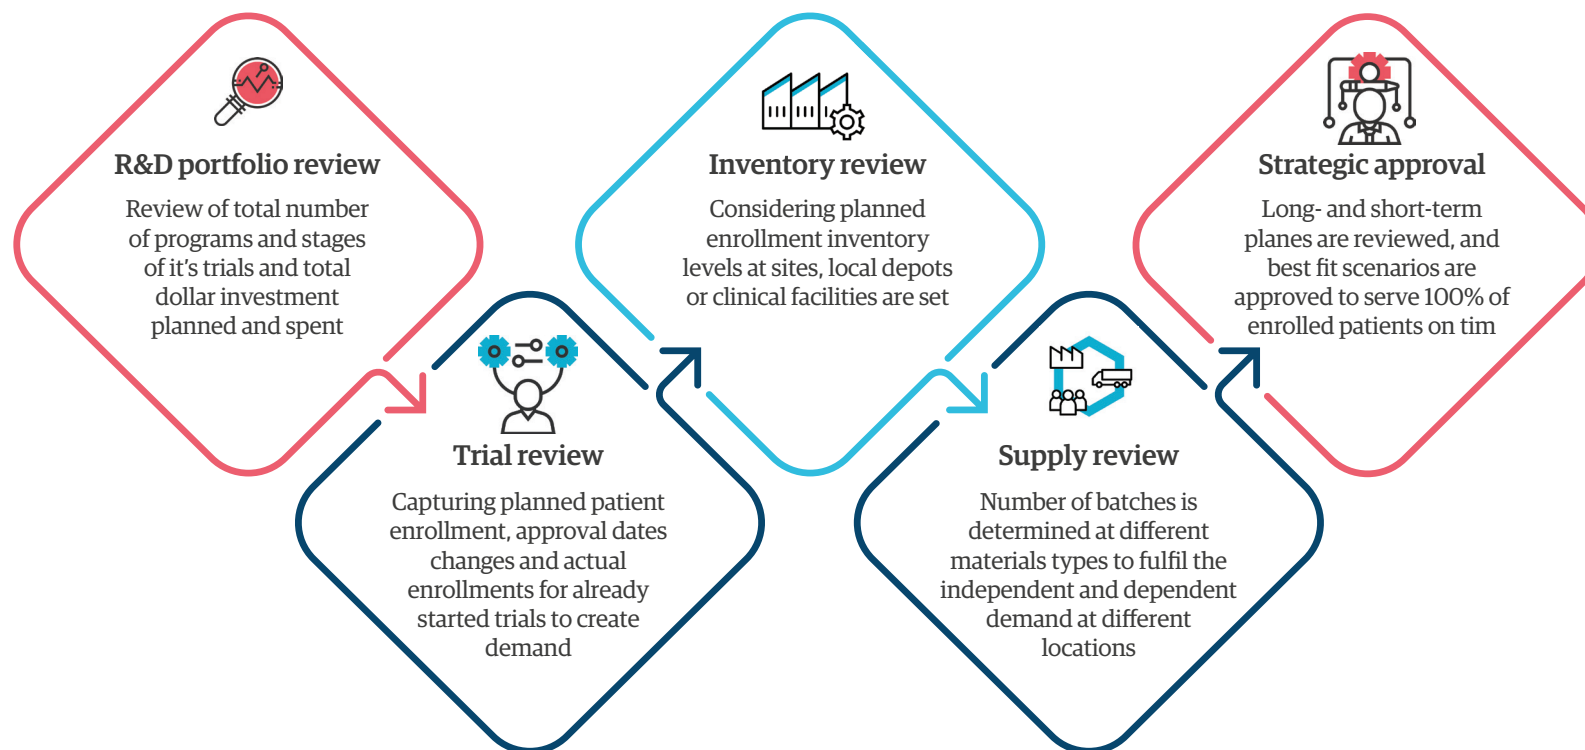 R&D portfolio review
Review of total number
of programs and stages
of it’s trials and total
dollar investment
planned and spent
Trial review
Capturing planned patient
enrollment, approval dates
changes and actual
enrollments for already
started trials to create
demand
Inventory review
Considering planned
enrollment inventory
levels at sites, local depots
or clinical facilities are set
Supply review
Number of batches is
determined at different
materials types to fulfil the
independent and dependent
demand at different
locations
Strategic approval
Long- and short-term
planes are reviewed, and
best fit scenarios are
approved to serve 100% of
enrolled patients on tim